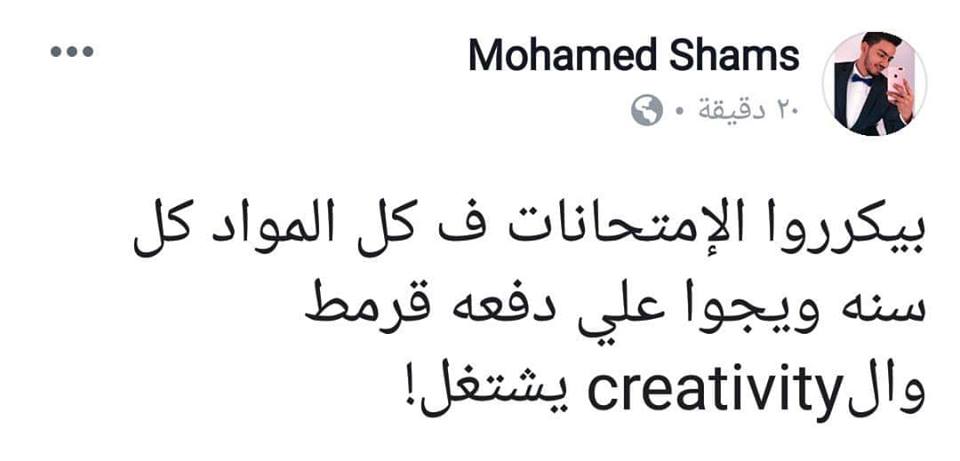 Mohamed Shams
٢٠ دقيقة •
بيكرروا الإمتحانات ف كل المواد كل
سنه ويجوا علي دفعه قرمط
والcreativity يشتغل!